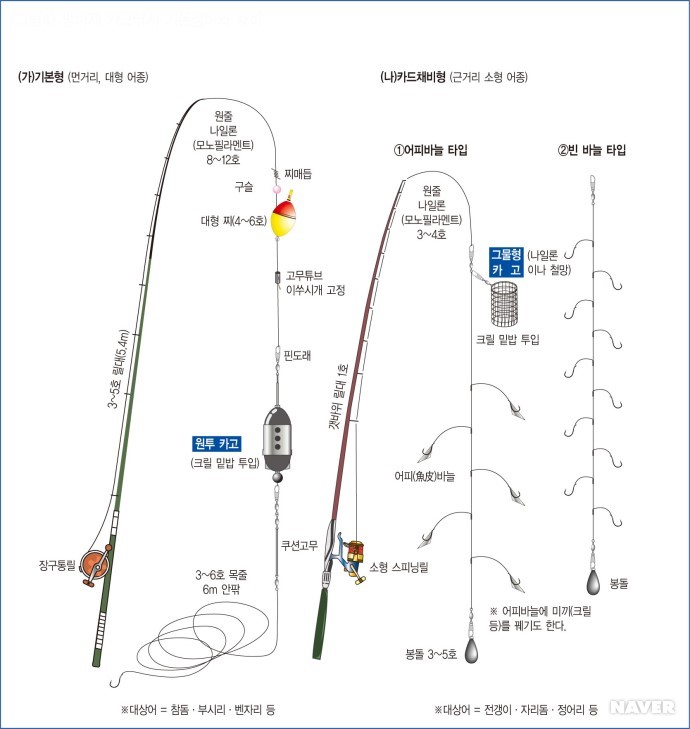 (가)기본형 (먼거리, 대형 어종)
원줄
나일론
(모노필라멘트)
8~12호
찌매듭
구슬
대형 찌(4~6호)
고무튜브
이쑤시개 고정
3~5호 릴대(5.4m)
핀도래
원투 카고
(크릴 밑밥 투입)
쿠션고무
장구통릴
3~6호 목줄
6m 안팎
※대상어 = 참돔 · 부시리 · 벤자리 등
(나)카드채비형 (근거리 소형 어종)
①어피바늘 타입
원줄
나일론
(모노필라멘트)
3~4호
그물형
카 고
(나일론
이나 철망)
크릴 밑밥 투입
갯바위 릴대 1호
어피(魚皮)바늘
소형 스피닝릴
※ 어피바늘에 미끼(크릴
등)를 꿰기도 한다.
봉돌 3~5호
②빈 바늘 타입
봉돌
※대상어 = 전갱이 · 자리돔 · 정어리 등
NAVER